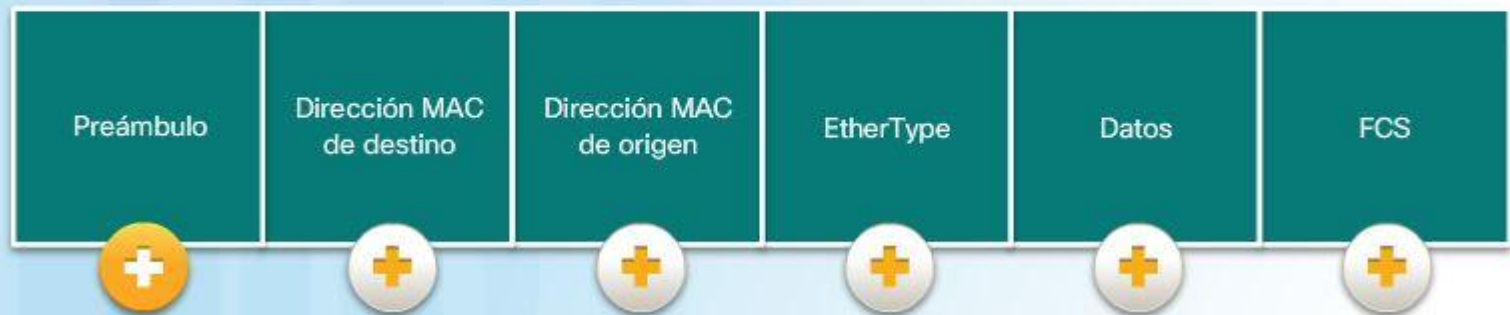 Preámbulo
Dirección MAC
de destino
Dirección MAC
de origen
EtherType
Datos
FCS